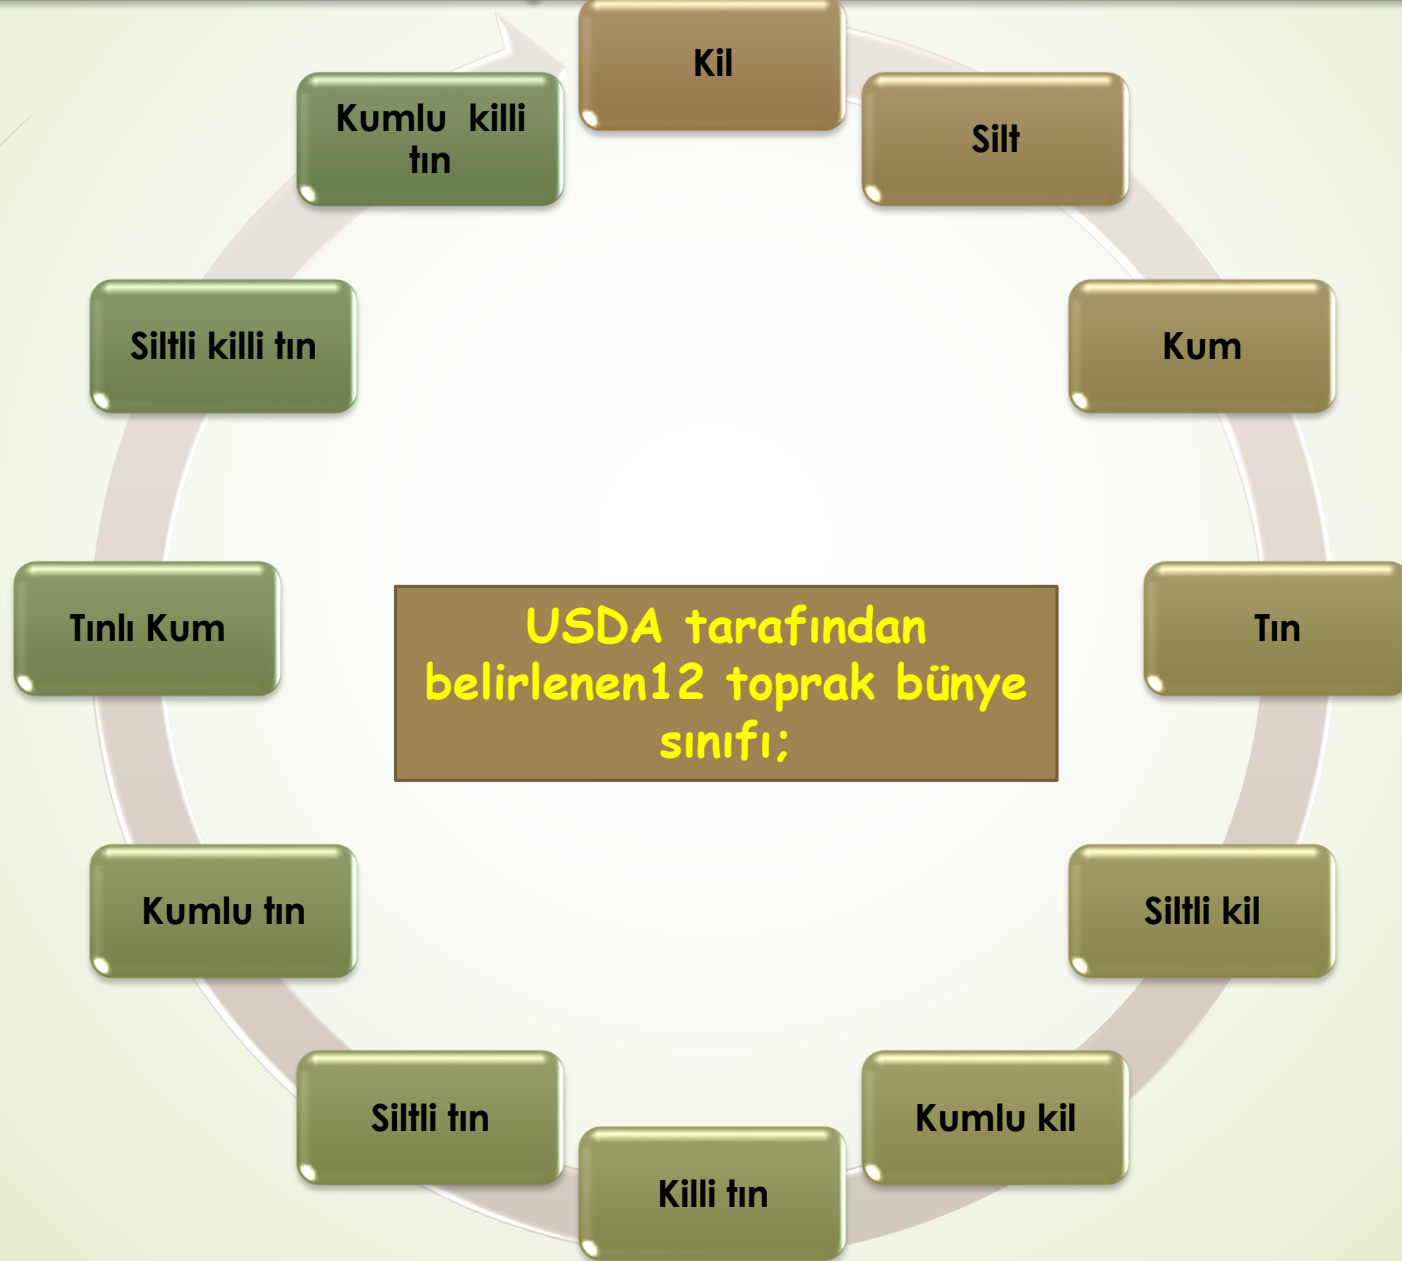 Kil
Silt
Kum
Tın
Siltli kil
Kumlu kil
Killi tın
Siltli tın
Kumlu tın
Tınlı Kum
Siltli killi tın
Kumlu killi
tın
USDA tarafından
belirlenen12 toprak bünye
sınıfı;